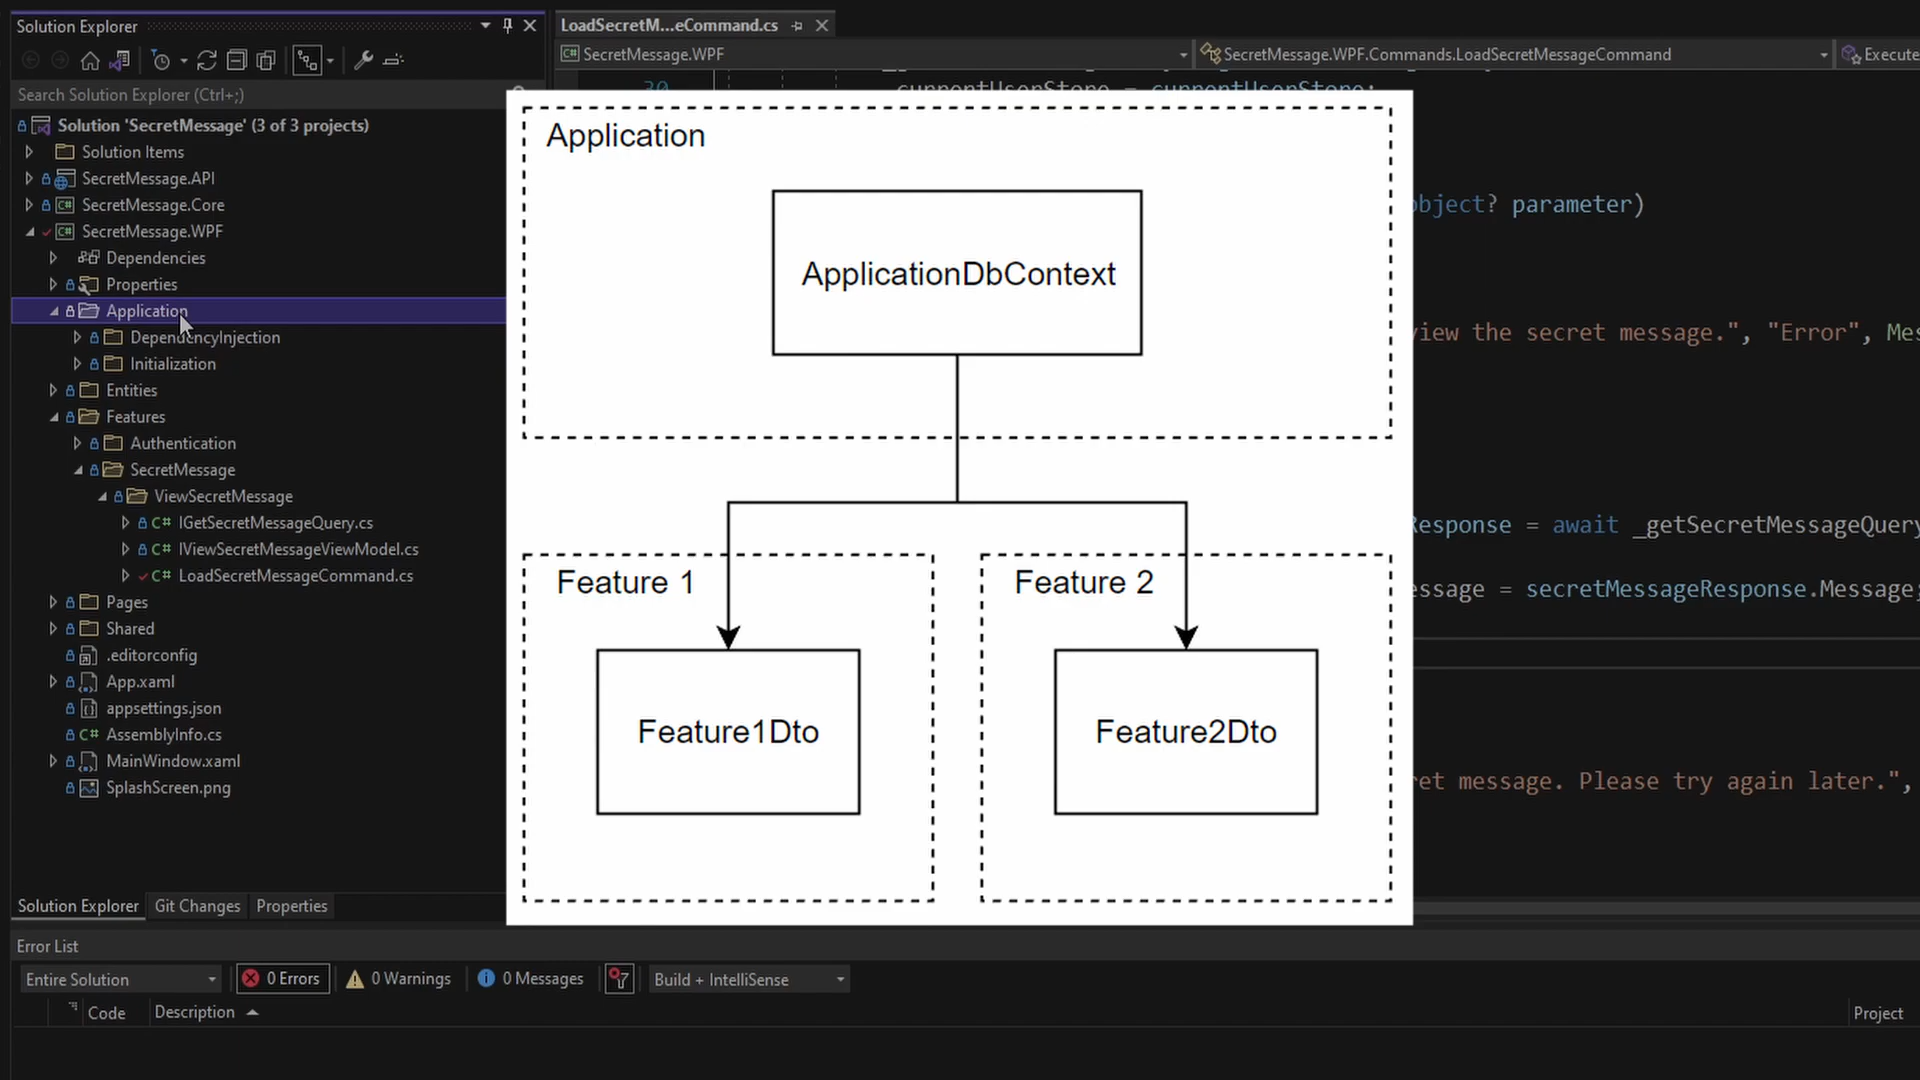 Solution Explorer
Search Solution Explorer (Ctrl+;)
Solution 'SecretMessage' (3 of 3 projects)
Solution Items
SecretMessage.API
SecretMessage.Core
SecretMessage.WPF
Dependencies
Properties
Application
DependencyInjection
Initialization
Entities
Features
Authentication
SecretMessage
ViewSecretMessage
IGetSecretMessageQuery.cs
IViewSecretMessageViewModel.cs
LoadSecretMessageCommand.cs
Pages
Shared
.editorconfig
App.xaml
appsettings.json
AssemblyInfo.cs
MainWindow.xaml
SplashScreen.png
Solution Explorer Git Changes Properties
LoadSecretM...eCommand.cs
SecretMessage.WPF SecretMessage.WPF.Commands.LoadSecretMessageCommand Execute
Application
ApplicationDbContext
Feature 1 Feature 2
Feature1Dto Feature2Dto
object? parameter)
view the secret message.", "Error", Mes
Response = await _getSecretMessageQuery
essage = secretMessageResponse.Message;
ret message. Please try again later.",
Error List
Entire Solution 0 Errors 0 Warnings 0 Messages Build + IntelliSense
Code Description Project